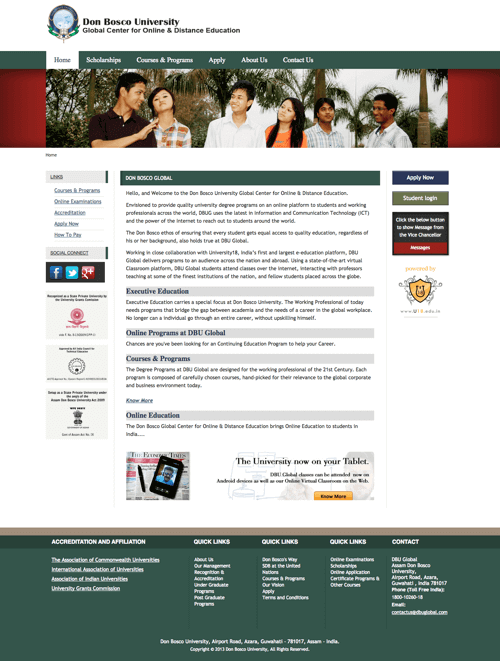 Don Bosco University
Global Center for Online & Distance Education
Home
Scholarships
Courses & Programs
Apply
About Us
Contact Us
Home
LINKS
Courses & Programs
Online Examinations
Accreditation
Apply Now
How To Pay
SOCIAL CONNECT
Recognised as a State Private University by
the University Grants Commission
Setup as a State Private University under
the aegis of the
Assam Don Bosco University Act 2009
DON BOSCO GLOBAL
Hello, and Welcome to the Don Bosco University Global Center for Online & Distance Education.
Envisioned to provide quality university degree programs on an online platform to students and working
professionals across the world, DBUG uses the latest in Information and Communication Technology (ICT)
and the power of the internet to reach out to students around the world.
The Don Bosco ethos of ensuring that every student gets equal access to quality education, regardless of
his or her background, also holds true at DBU Global.
Working in close collaboration with University18, India's first and largest e-education platform, DBU
Global delivers programs to an audience across the nation and abroad. Using a state-of-the-art virtual
Classroom platform, DBU Global students attend classes over the internet, interacting with professors
teaching at some of the finest institutions of the nation, and fellow students placed across the globe.
Executive Education
Executive Education carries a special focus at Don Bosco University. The Working Professional of today
needs programs that bridge the gap between academia and the needs of a career in the global workplace.
No longer can a individual go through an entire career, without upskilling himself.
Online Programs at DBU Global
Chances are you've been looking for an Continuing Education Program to help your Career.
Courses & Programs
The Degree Programs at DBU Global are designed for the working professional of the 21st Century. Each
program is composed of carefully chosen courses, hand-picked for their relevance to the global corporate
and business environment today.
Know More
Online Education
The Don Bosco Global Center for Online & Distance Education brings Online Education to students in
India....
THE ECONOMIC TIMES
The University now on your Tablet.
DBU Global classes can be attended now on
Android devices as well as our Online Virtual Classroom on the Web.
Know More
Apply Now
Student login
Click the below button
to show Message from
the Vice Chancellor
Messages
powered by
U18
www.U18.edu.in
ACCREDITATION AND AFFILIATION
The Association of Commonwealth Universities
International Association of Universities
Association of Indian Universities
University Grants Commission
QUICK LINKS
About Us
Our Management
Recognition &
Accreditation
Under Graduate
Programs
Post Graduate
Programs
QUICK LINKS
Don Bosco's Way
SDB at the United
Nations
Courses & Programs
Our Vision
Apply
Terms and Conditions
QUICK LINKS
Online Examinations
Scholarships
Online Application
Certificate Programs &
Other Courses
CONTACT
DBU Global
Assam Don Bosco
University,
Airport Road, Azara,
Guwahati , India 781017
Phone (Toll Free India):
1800-10260-18
Email:
contactus@dbuglobal.com
Don Bosco University, Airport Road, Azara, Guwahati - 781017, Assam - India.
Copyright © 2013 Don Bosco University, All Rights Reserved.